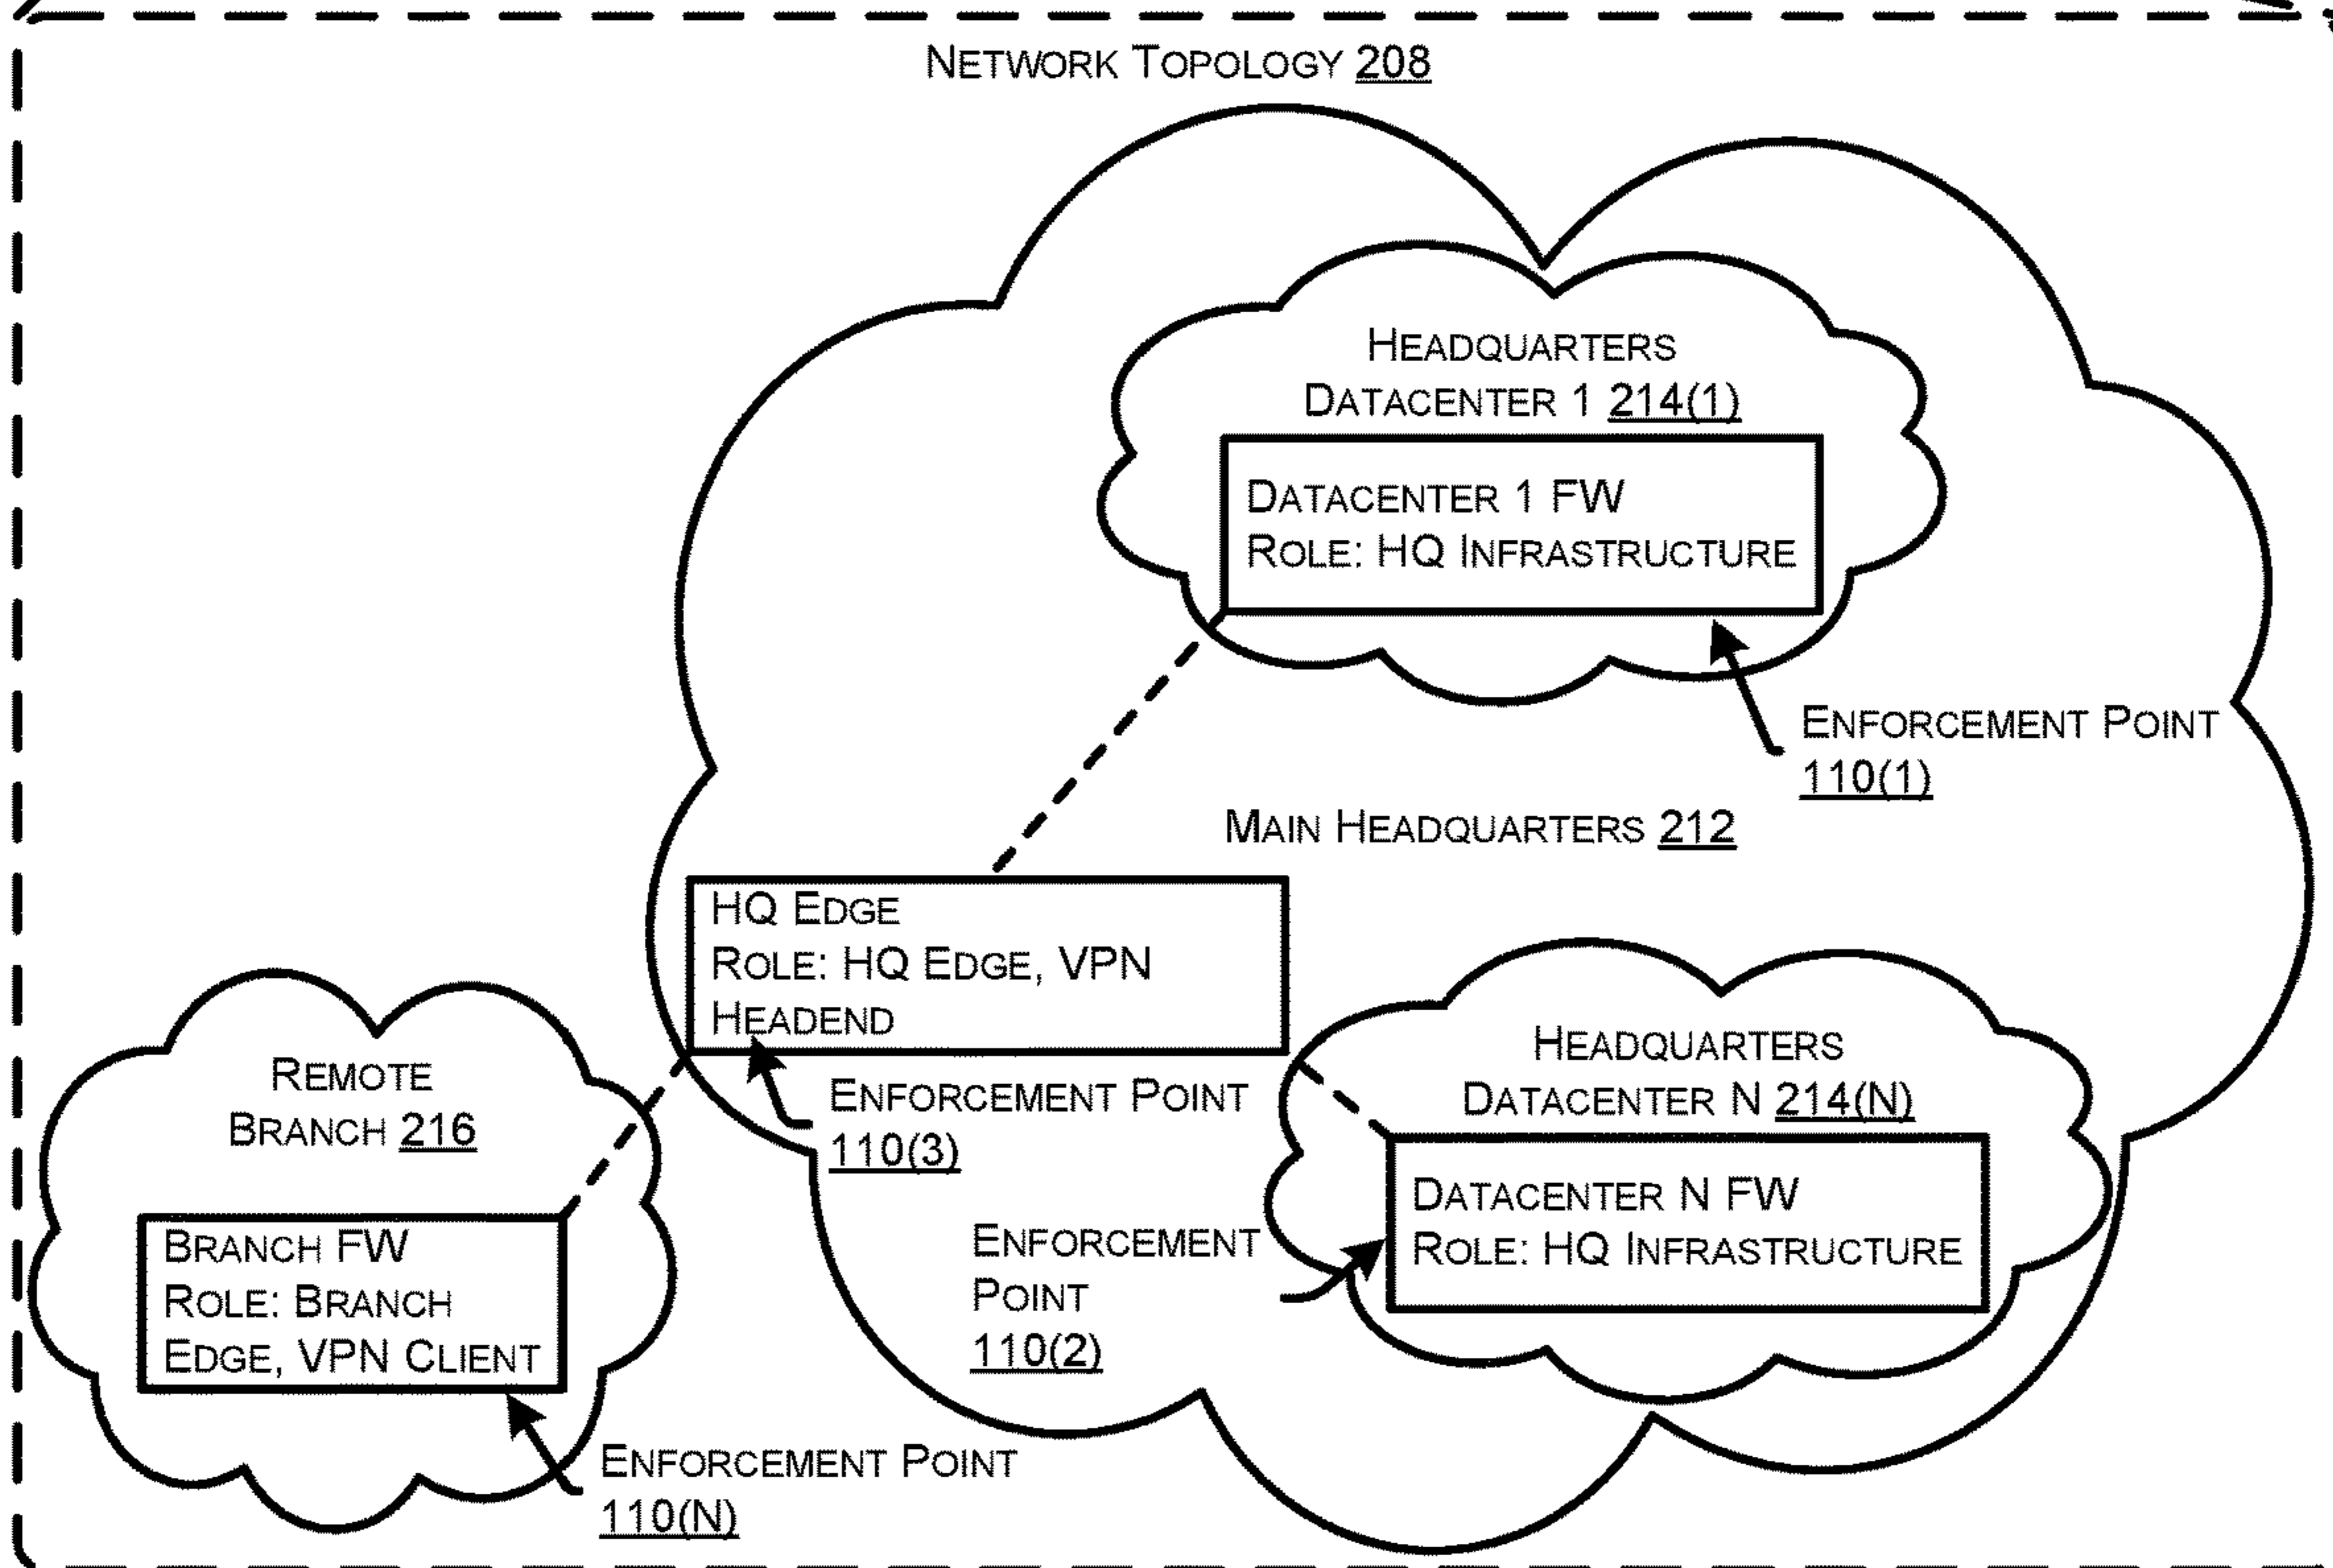 NETWORK TOPOLOGY 208
HEADQUARTERS
DATACENTER 1 214(1)
DATACENTER 1 FW
ROLE: HQ INFRASTRUCTURE
ENFORCEMENT POINT
110(1)
MAIN HEADQUARTERS 212
HQ EDGE
ROLE: HQ EDGE, VPN
HEADEND
ENFORCEMENT POINT
110(3)
HEADQUARTERS
DATACENTER N 214(N)
DATACENTER N FW
ROLE: HQ INFRASTRUCTURE
ENFORCEMENT
POINT
110(2)
REMOTE
BRANCH 216
BRANCH FW
ROLE: BRANCH
EDGE, VPN CLIENT
ENFORCEMENT POINT
110(N)